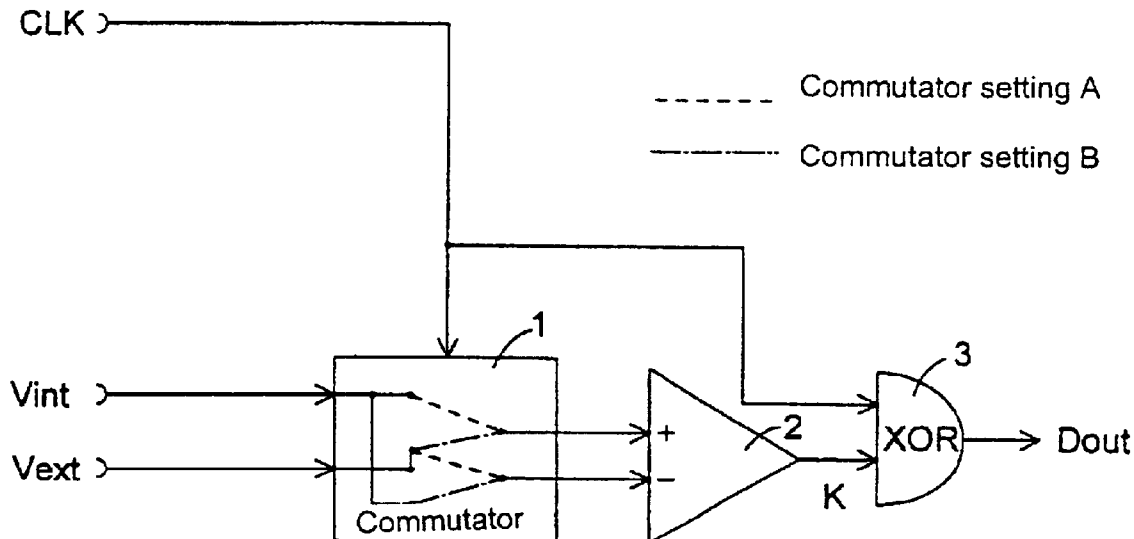 CLK
Commutator setting A
Commutator setting B
1
Vint
Vext
Commutator
+
−
2
K
3
XOR
Dout